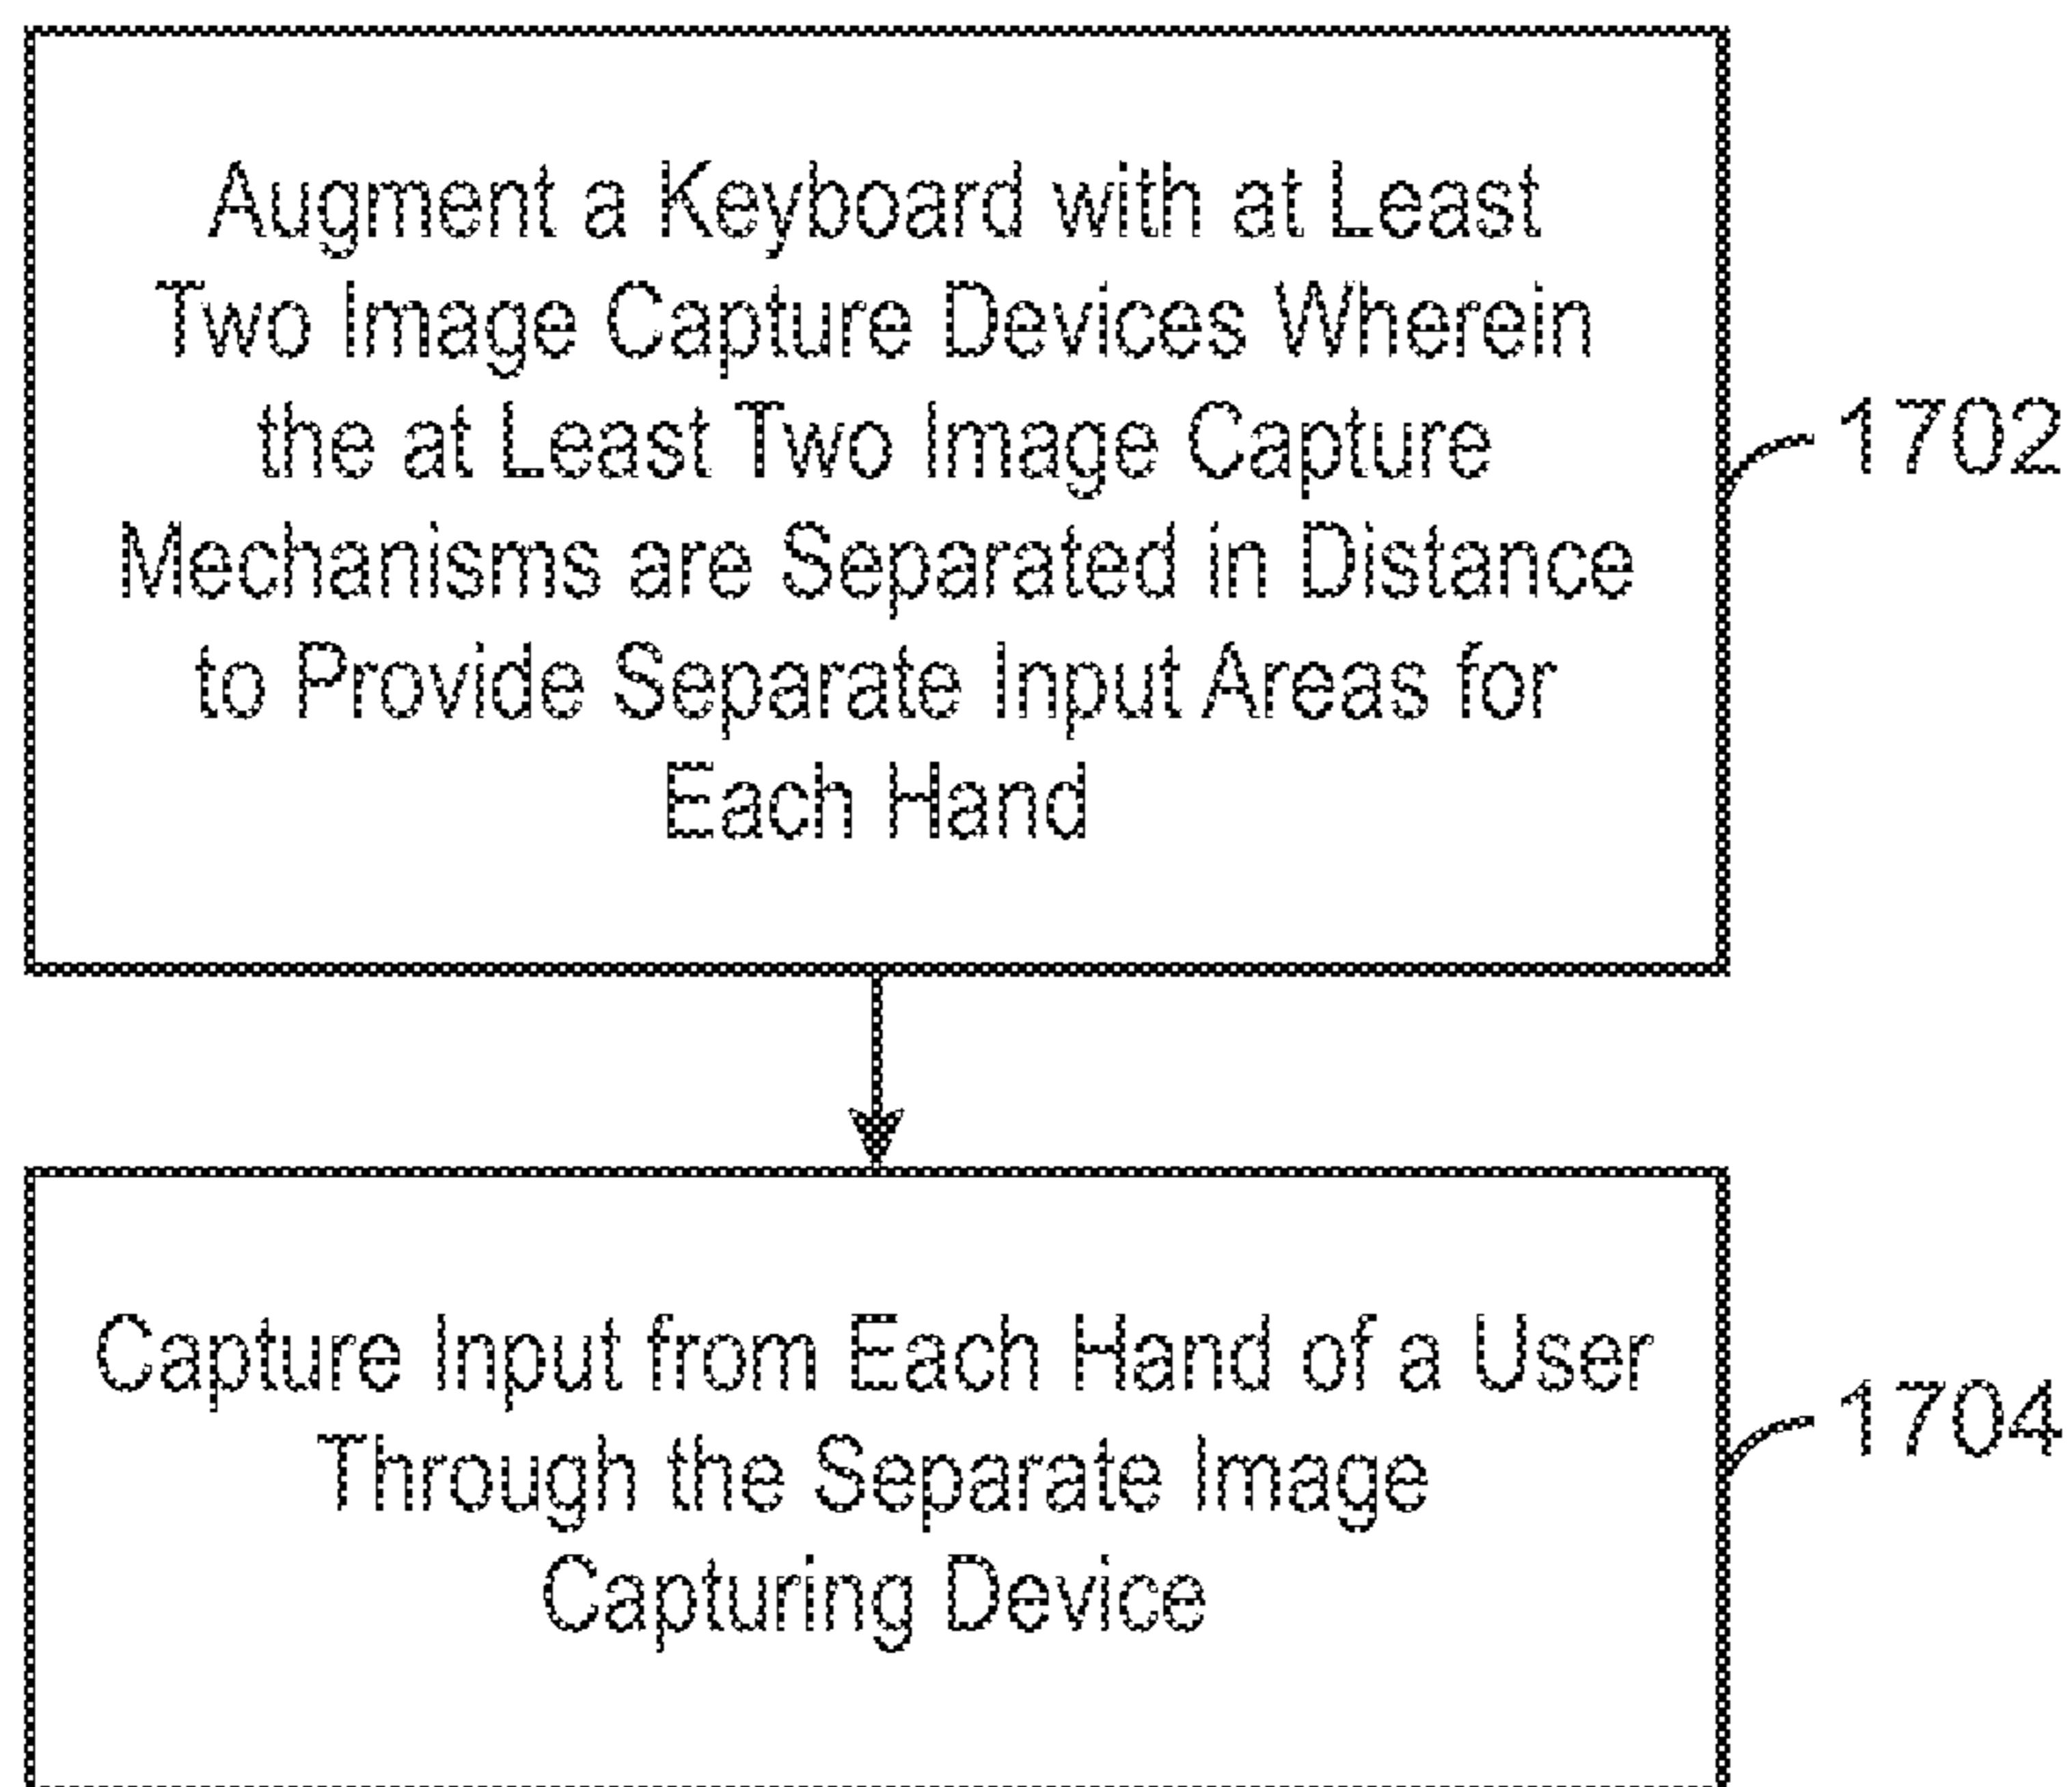 Augment a Keyboard with at Least
Two Image Capture Devices Wherein
the at Least Two Image Capture
Mechanisms are Separated in Distance
to Provide Separate Input Areas for
Each Hand
1702
Capture Input from Each Hand of a User
Through the Separate Image
Capturing Device
1704